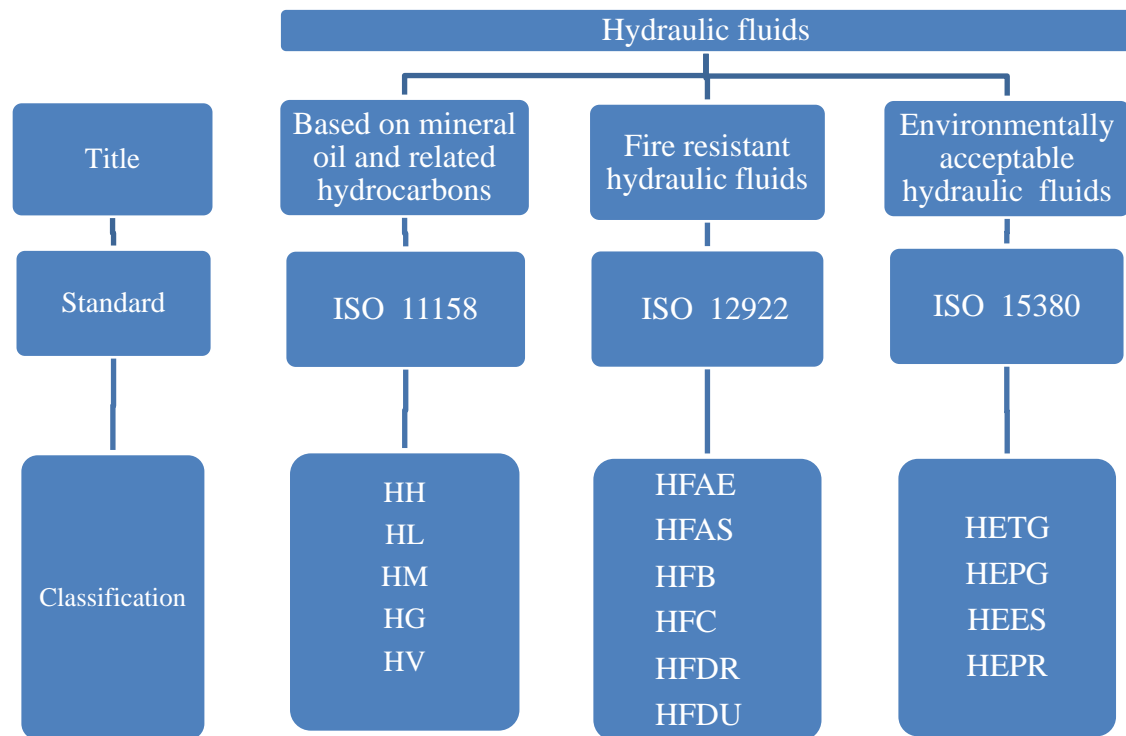 Hydraulic fluids
Title
Based on mineral
oil and related
hydrocarbons
Fire resistant
hydraulic fluids
Environmentally
acceptable
hydraulic fluids
Standard
ISO 11158
ISO 12922
ISO 15380
Classification
HH
HL
HM
HG
HV
HFAE
HFAS
HFB
HFC
HFDR
HFDU
HETG
HEPG
HEES
HEPR